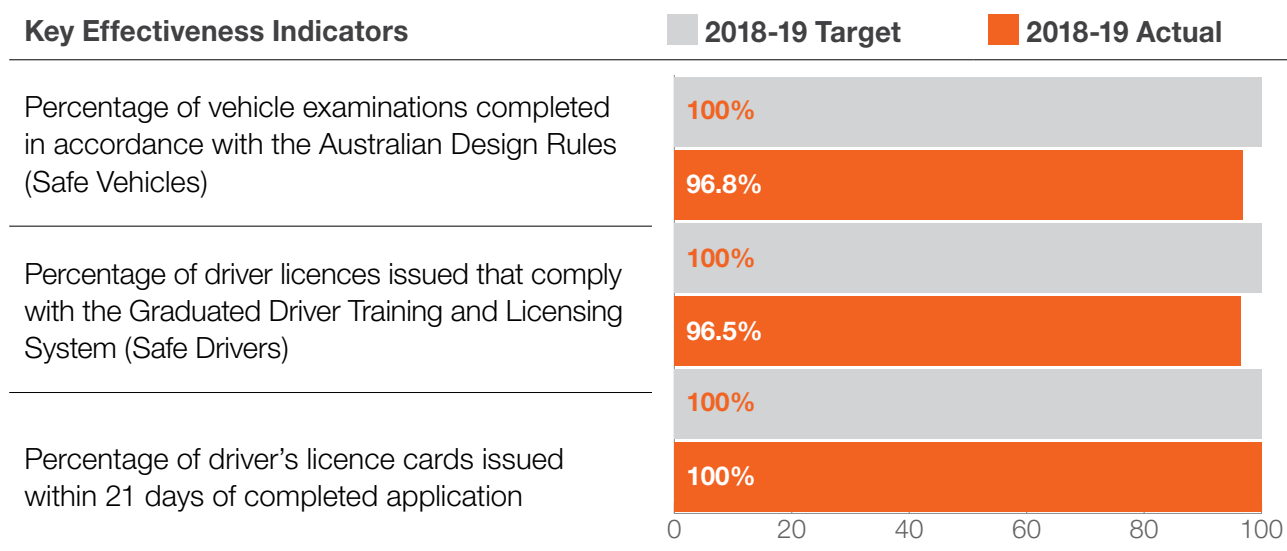 Key Effectiveness Indicators
2018-19 Target
2018-19 Actual
Percentage of vehicle examinations completed
in accordance with the Australian Design Rules
(Safe Vehicles)
100%
96.8%
Percentage of driver licences issued that comply
with the Graduated Driver Training and Licensing
System (Safe Drivers)
100%
96.5%
Percentage of driver’s licence cards issued
within 21 days of completed application
100%
100%
0 20 40 60 80 100